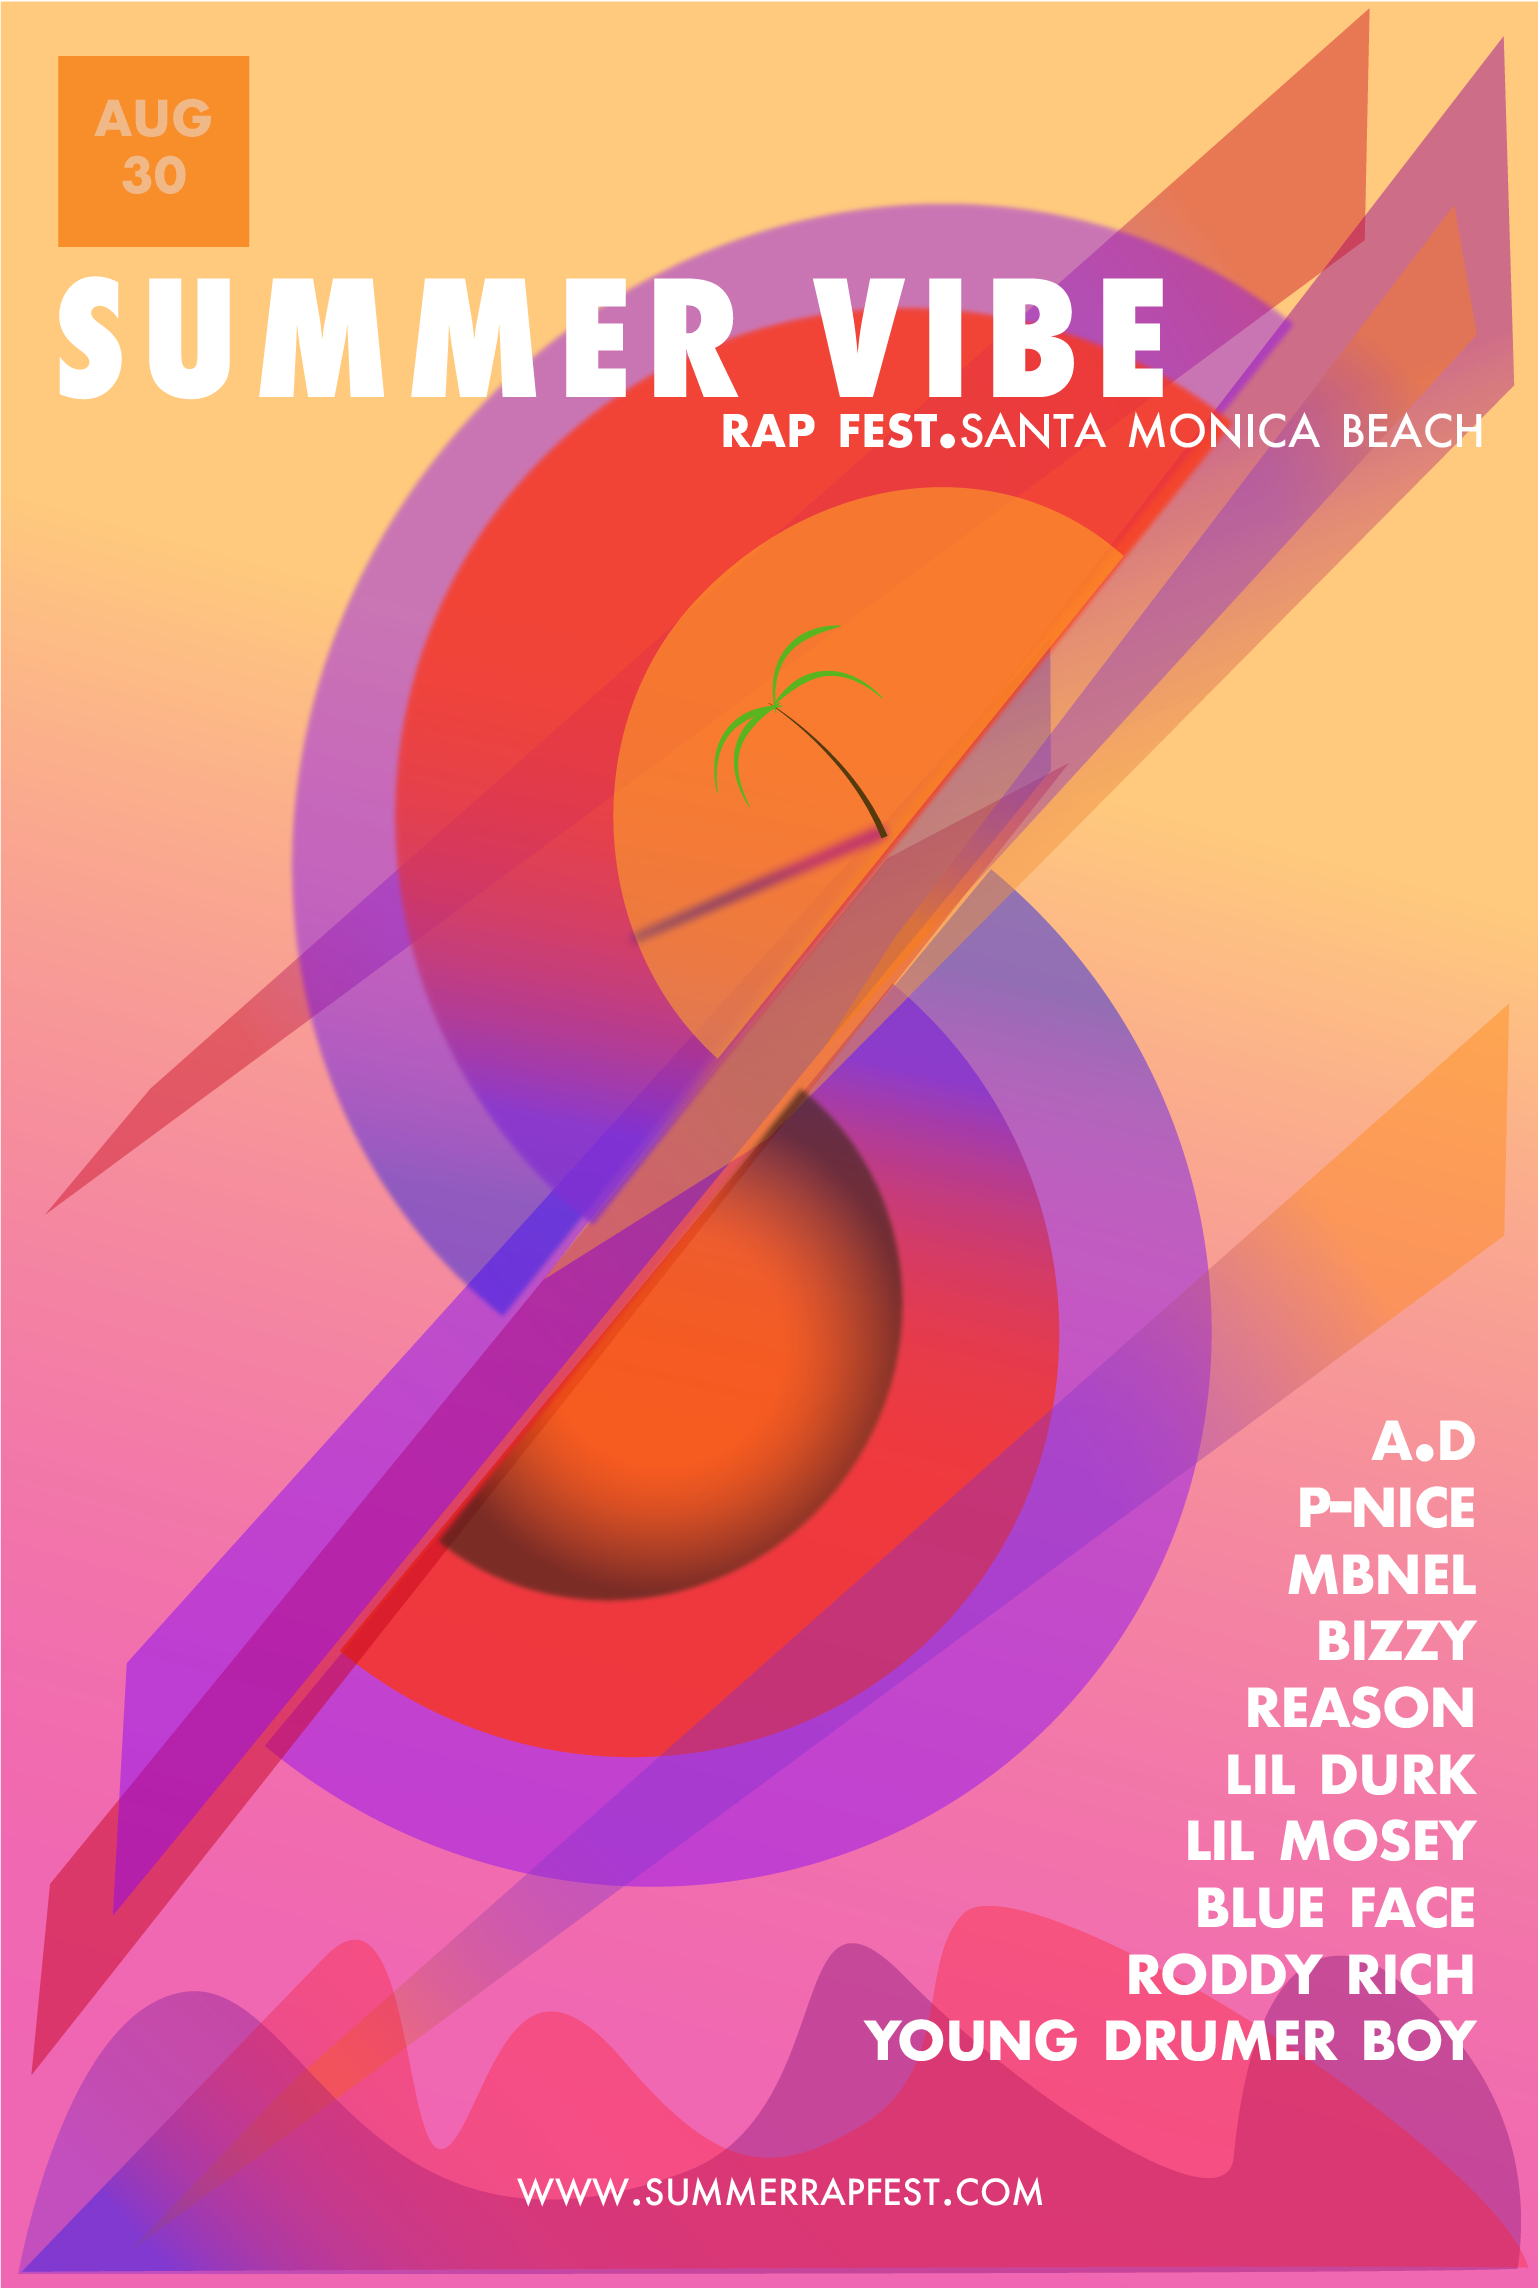 AUG
30
SUMMER VIBE
RAP FEST.SANTA MONICA BEACH
A.D
P-NICE
MBNEL
BIZZY
REASON
LIL DURK
LIL MOSEY
BLUE FACE
RODDY RICH
YOUNG DRUMER BOY
WWW.SUMMERRAPFEST.COM